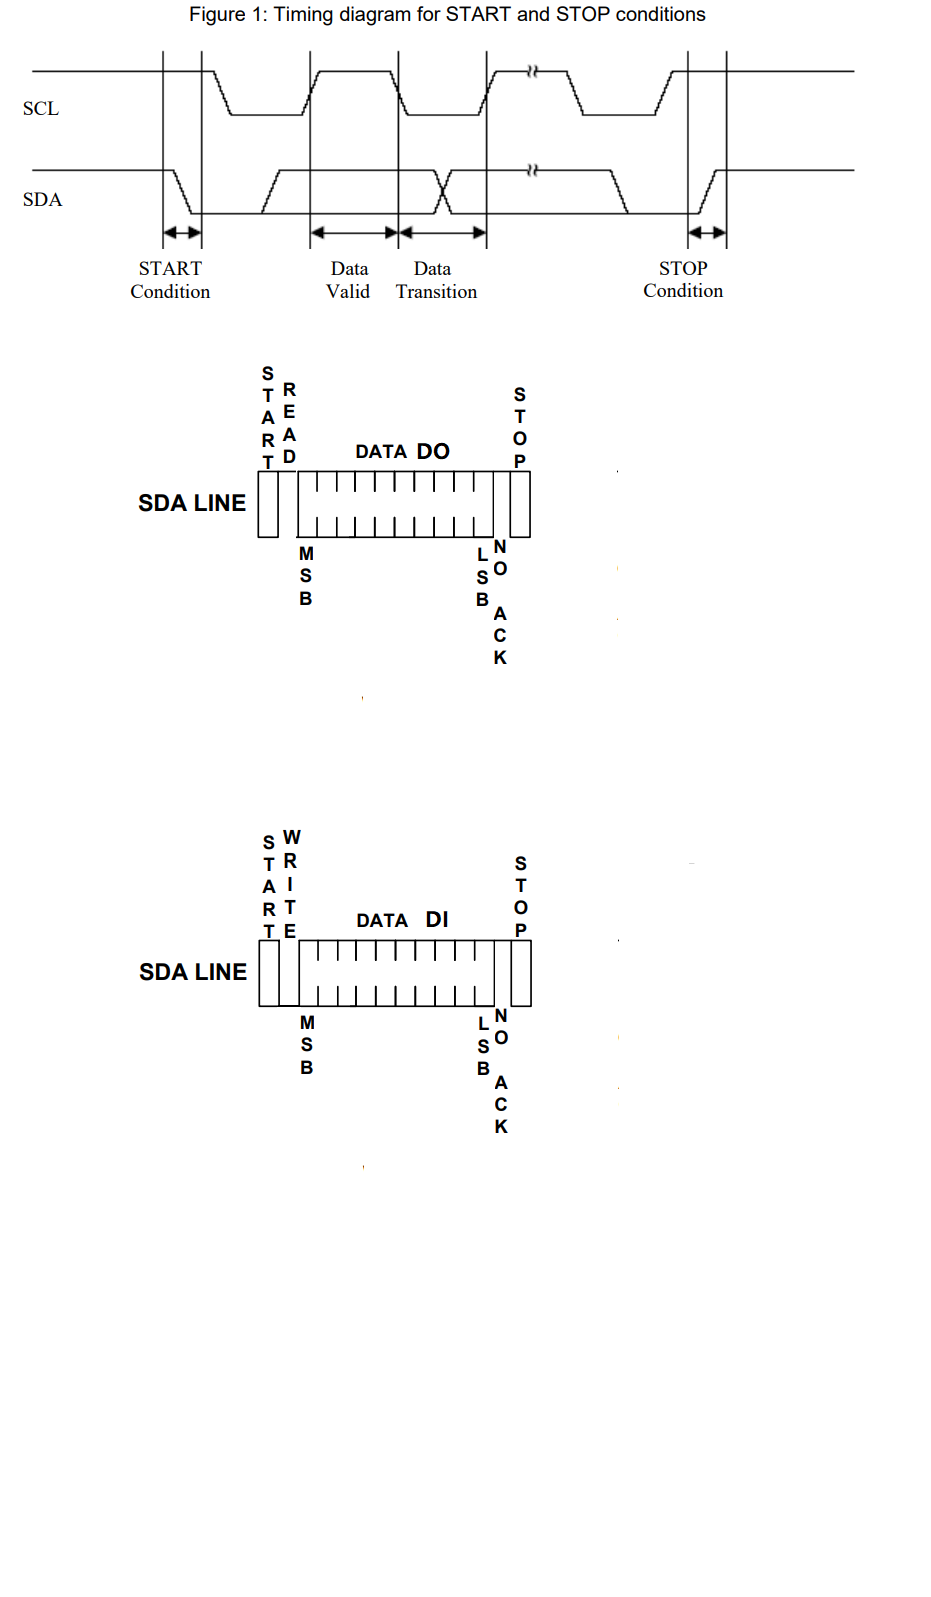 Figure 1: Timing diagram for START and STOP conditions
SCL
SDA
START
Condition
Data
Valid
Data
Transition
STOP
Condition
START
READ
DATA DO
STOP
SDA LINE
MSB
LSB
NO ACK
START
WRITE
DATA DI
STOP
SDA LINE
MSB
LSB
NO ACK